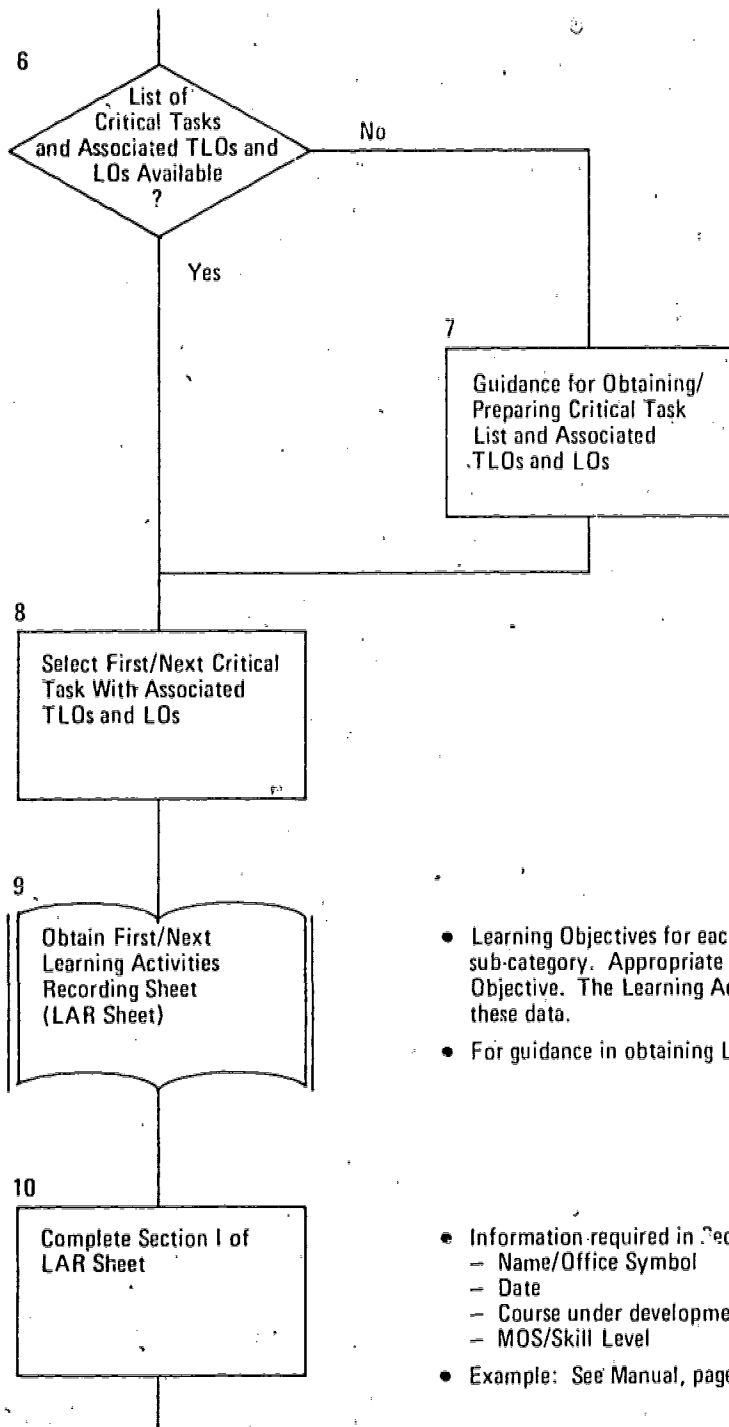 6
List of
Critical Tasks
and Associated TLOs and
LOs Available
?
No
Yes
7
Guidance for Obtaining/
Preparing Critical Task
List and Associated
TLOs and LOs
8
Select First/Next Critical
Task With Associated
TLOs and LOs
9
Obtain First/Next
Learning Activities
Recording Sheet
(LAR Sheet)
• Learning Objectives for eac
sub-category. Appropriate
Objective. The Learning Ac
these data.
• For guidance in obtaining L
10
Complete Section I of
LAR Sheet
• Information required in
– Name/Office Symbol
– Date
– Course under developme
– MOS/Skill Level
• Example: See Manual, page